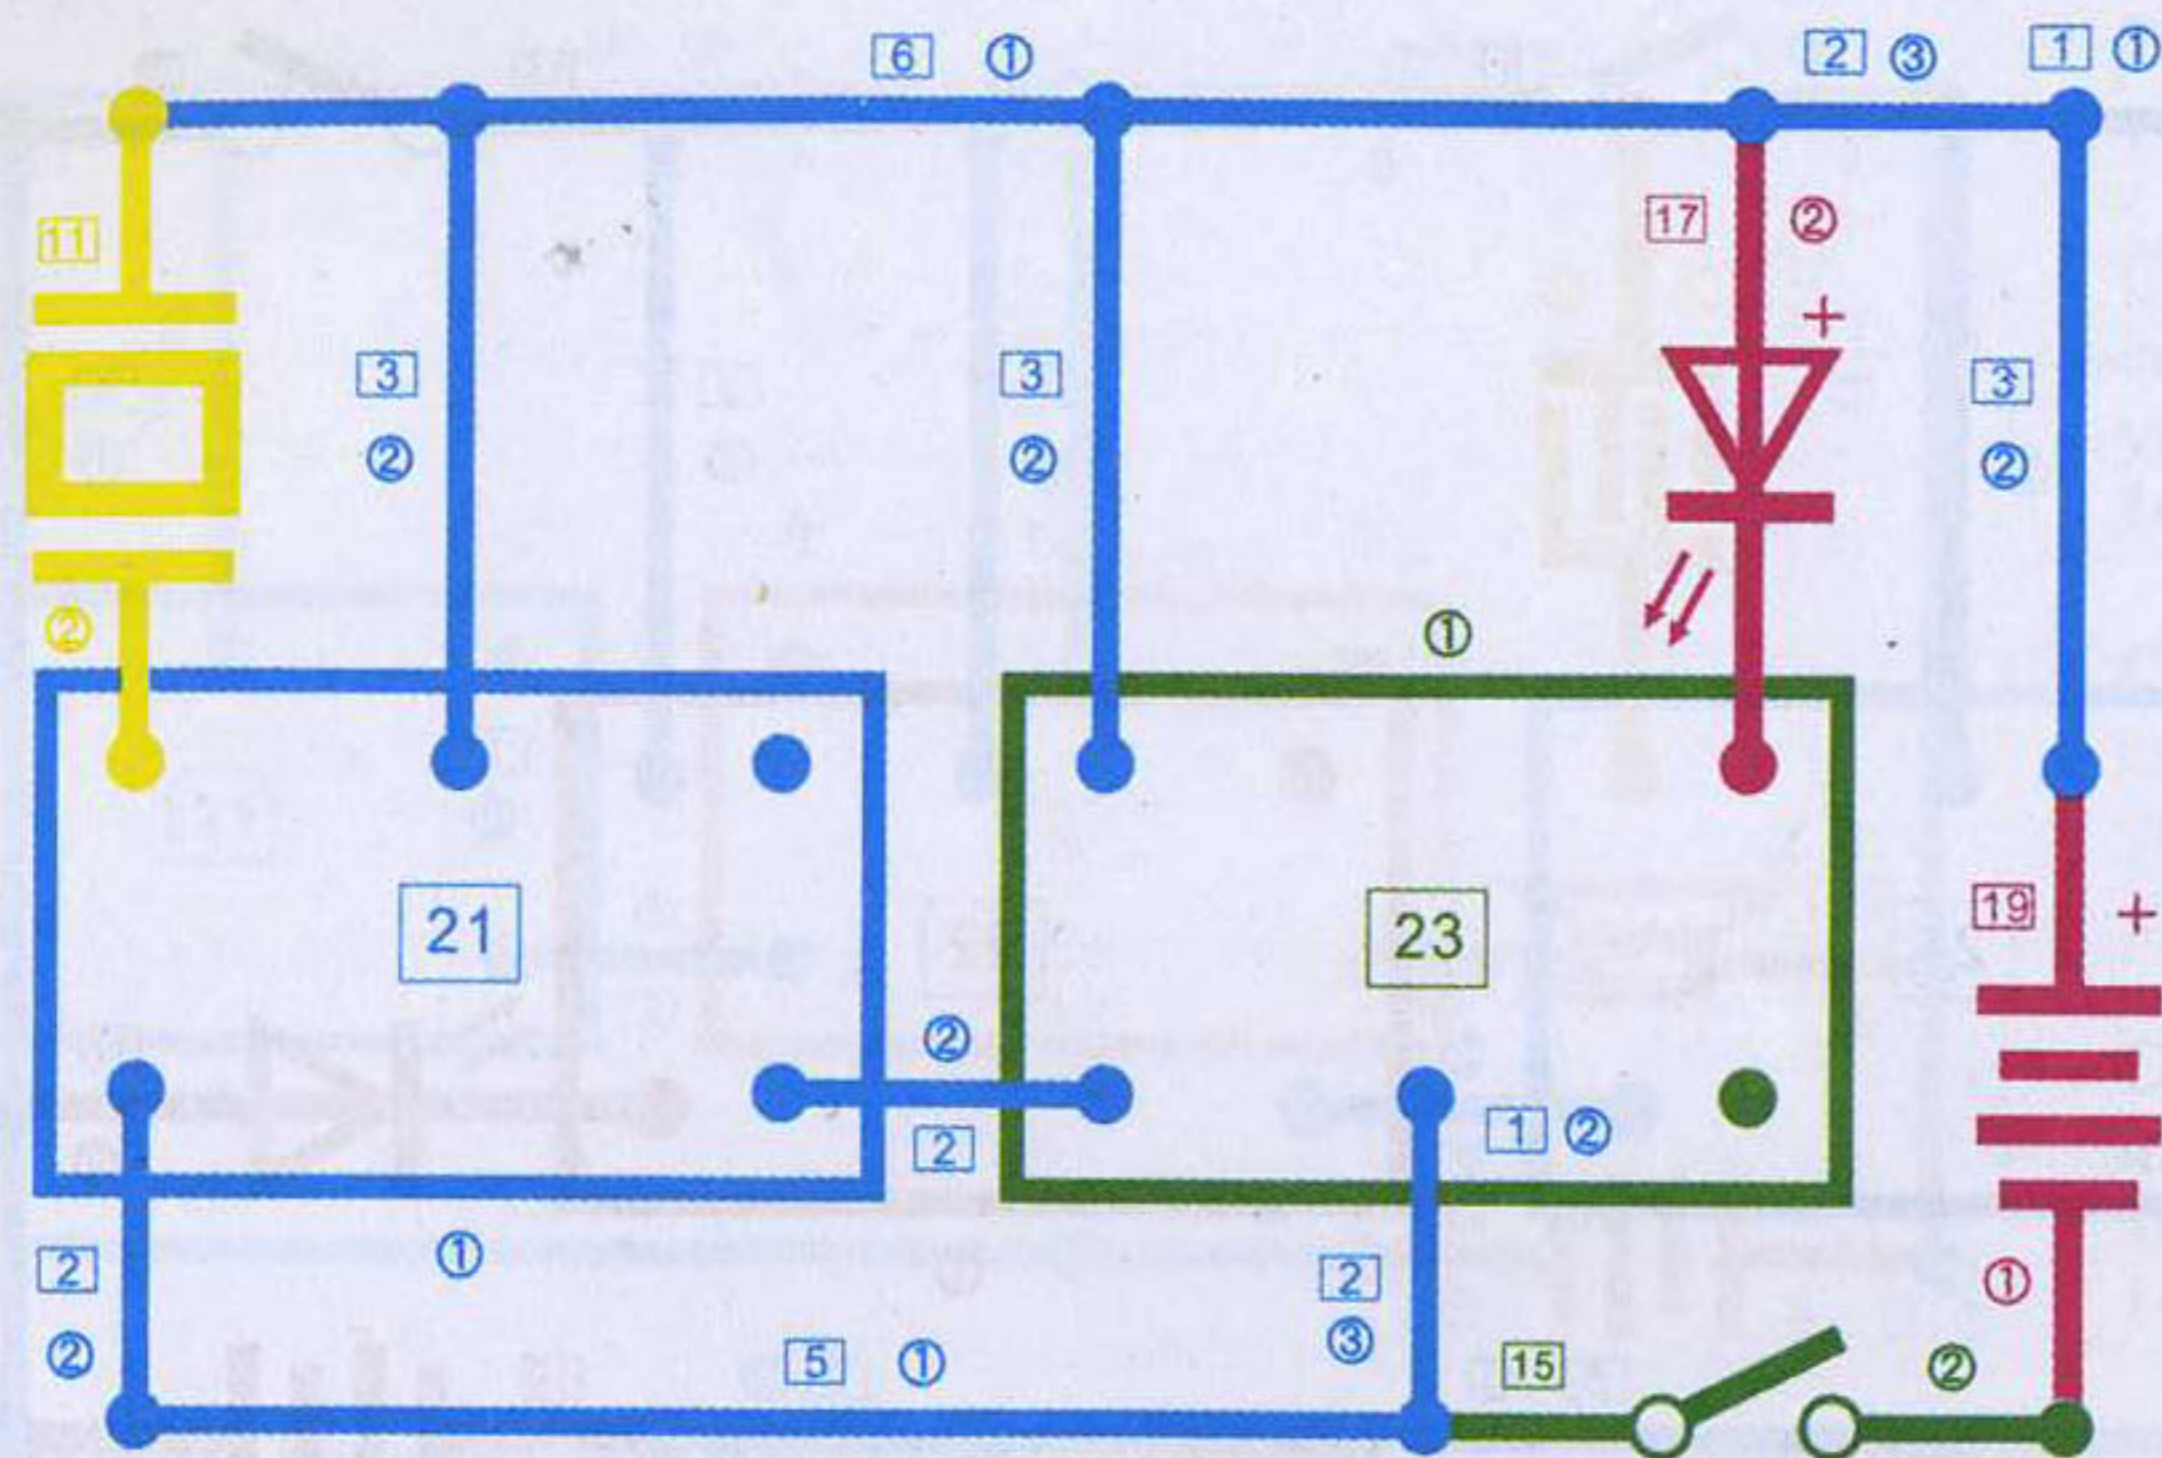 6 ① 2 ③ 1 ①
11 17 ②
+
3 3 3
② ② ②
② ①
21 23 19 +
②
2 1 ②
2 ① 2 ①
② 5 ① ③ 15 ②